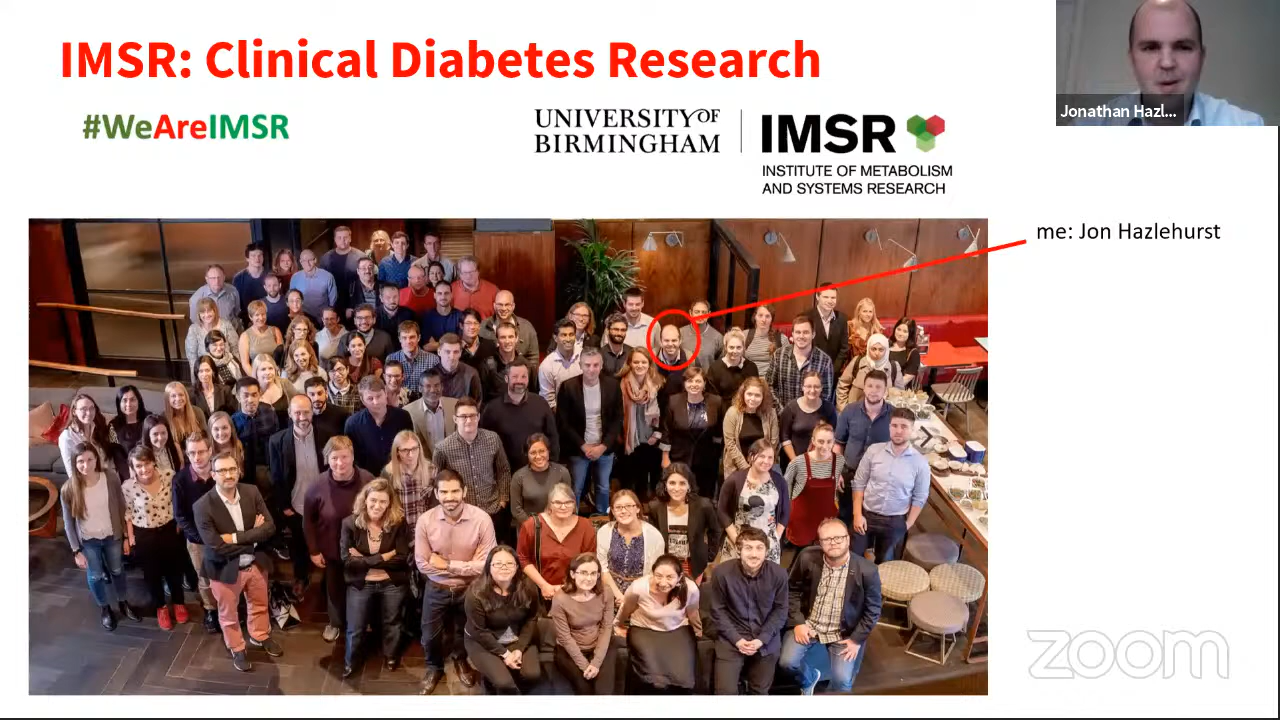 IMSR: Clinical Diabetes Research
Jonathan Hazl...
#WeAreIMSR
UNIVERSITY OF
BIRMINGHAM
IMSR
INSTITUTE OF METABOLISM
AND SYSTEMS RESEARCH
me: Jon Hazlehurst
zoom